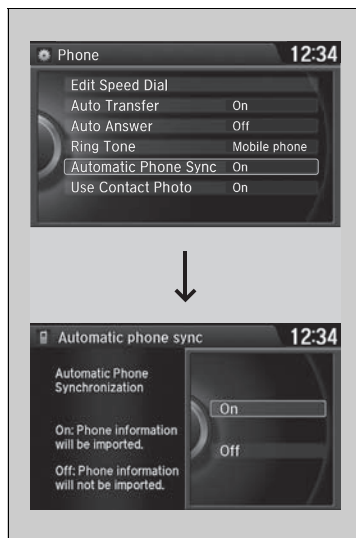 Phone 12:34
Edit Speed Dial
Auto Transfer On
Auto Answer Off
Ring Tone Mobile phone
Automatic Phone Sync On
Use Contact Photo On
Automatic phone sync 12:34
Automatic Phone
Synchronization
On: Phone information
will be imported.
Off: Phone information
will not be imported.
On
Off